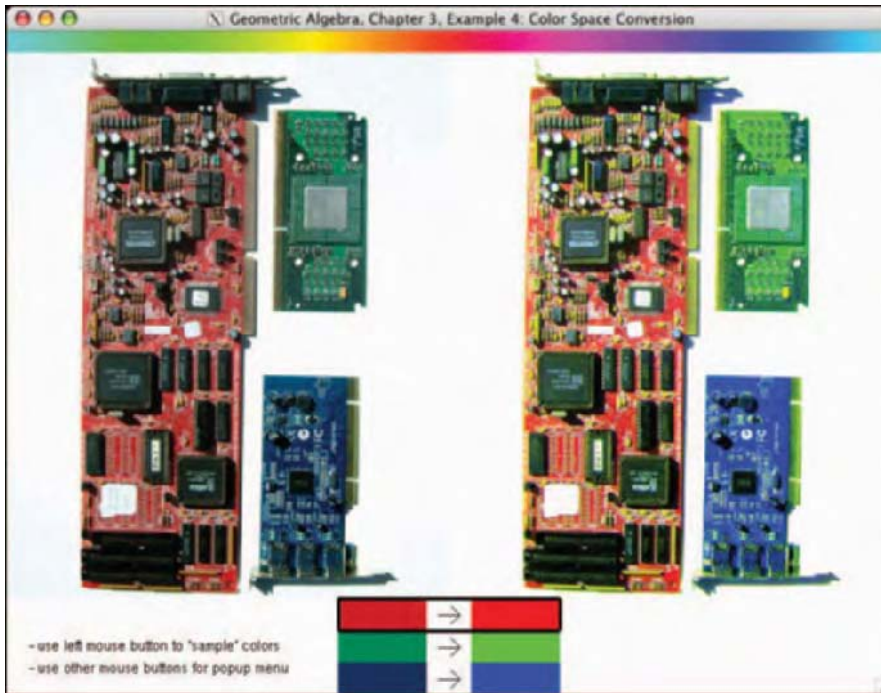 X Geometric Algebra, Chapter 3, Example 4: Color Space Conversion
-use left mouse button to "sample" colors
-use other mouse buttons for popup menu